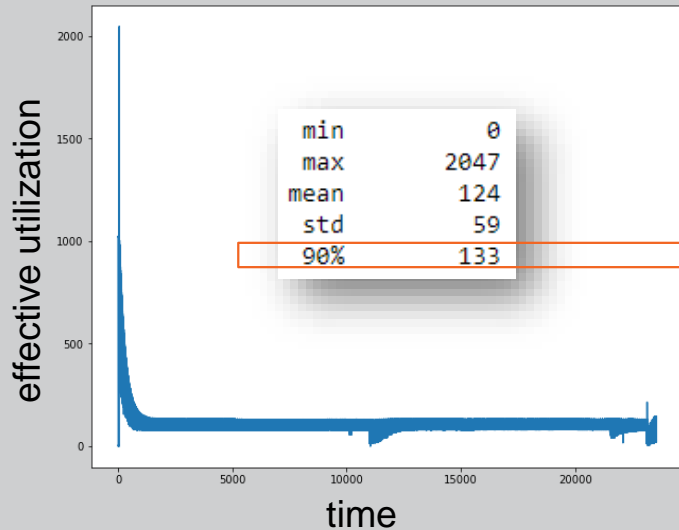 effective utilization
2000
1500
1000
500
0
min 0
max 2047
mean 124
std 59
90% 133
0 5000 10000 15000 20000
time